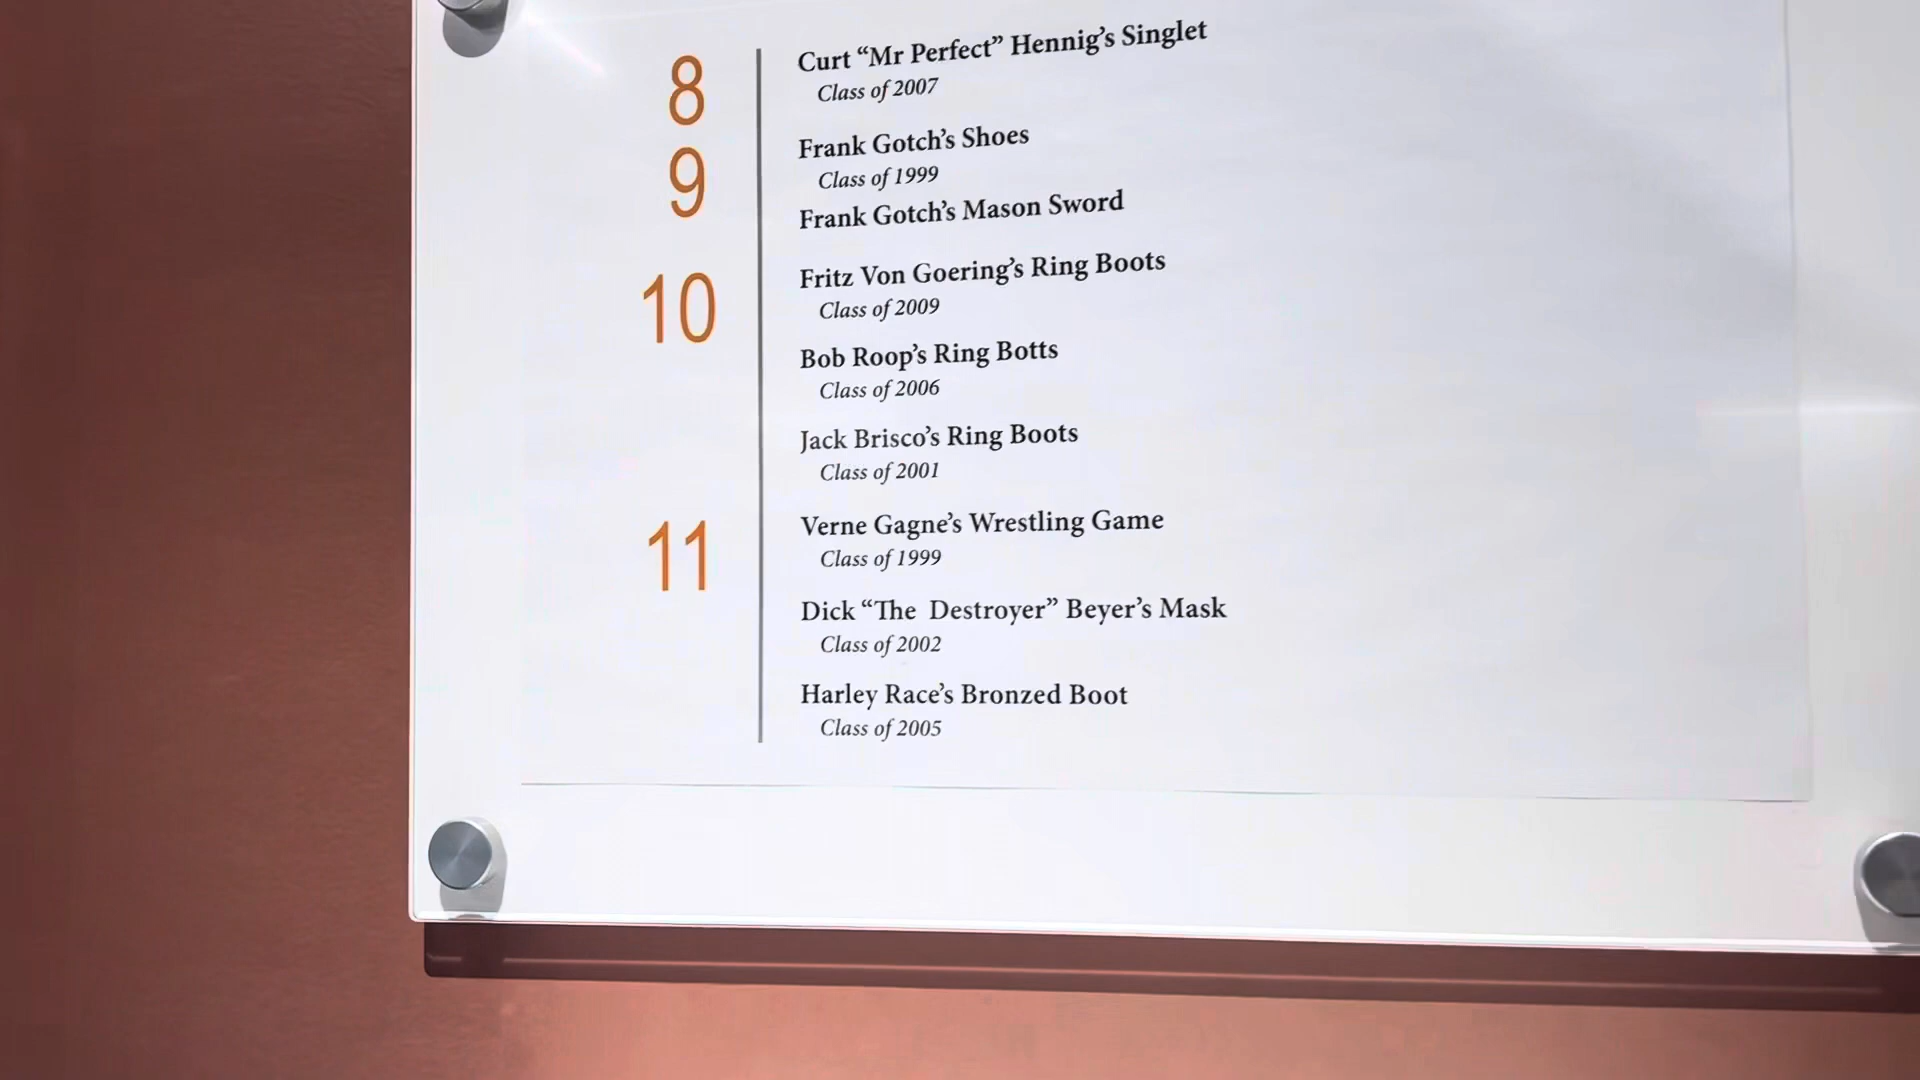 8
Curt “Mr Perfect” Hennig’s Singlet
Class of 2007
9
Frank Gotch’s Shoes
Class of 1999
Frank Gotch’s Mason Sword
10
Fritz Von Goering’s Ring Boots
Class of 2009
Bob Roop’s Ring Botts
Class of 2006
Jack Brisco’s Ring Boots
Class of 2001
11
Verne Gagne’s Wrestling Game
Class of 1999
Dick “The Destroyer” Beyer’s Mask
Class of 2002
Harley Race’s Bronzed Boot
Class of 2005